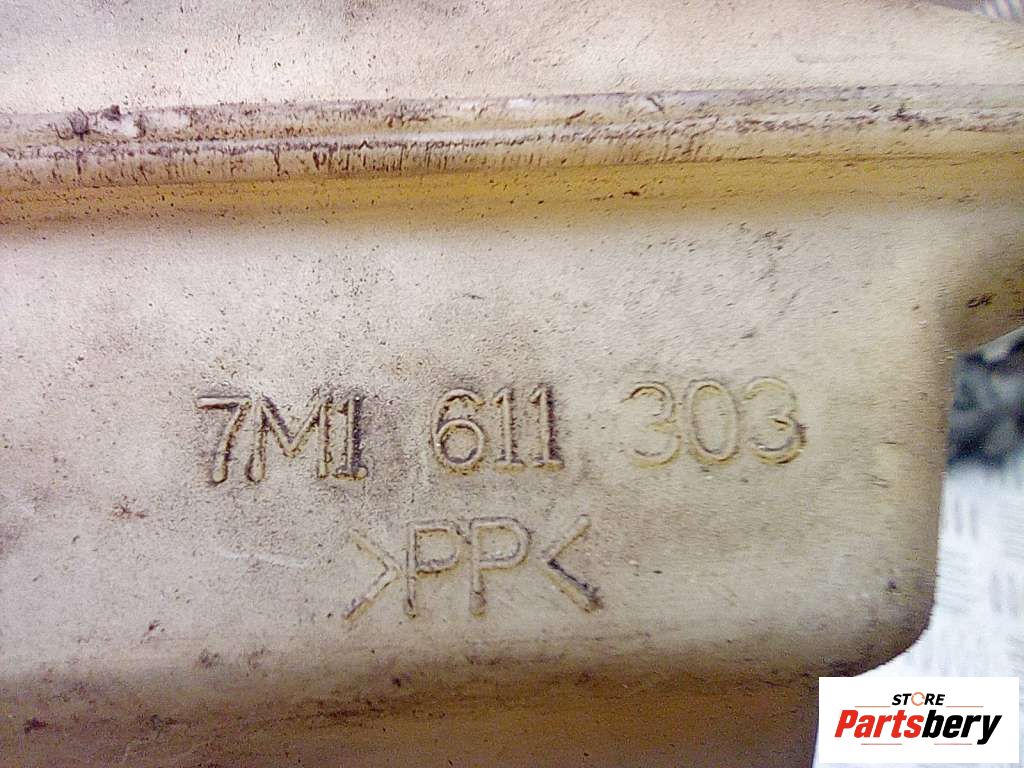 7M1 611 303
>PP<
STORE
Partsbery